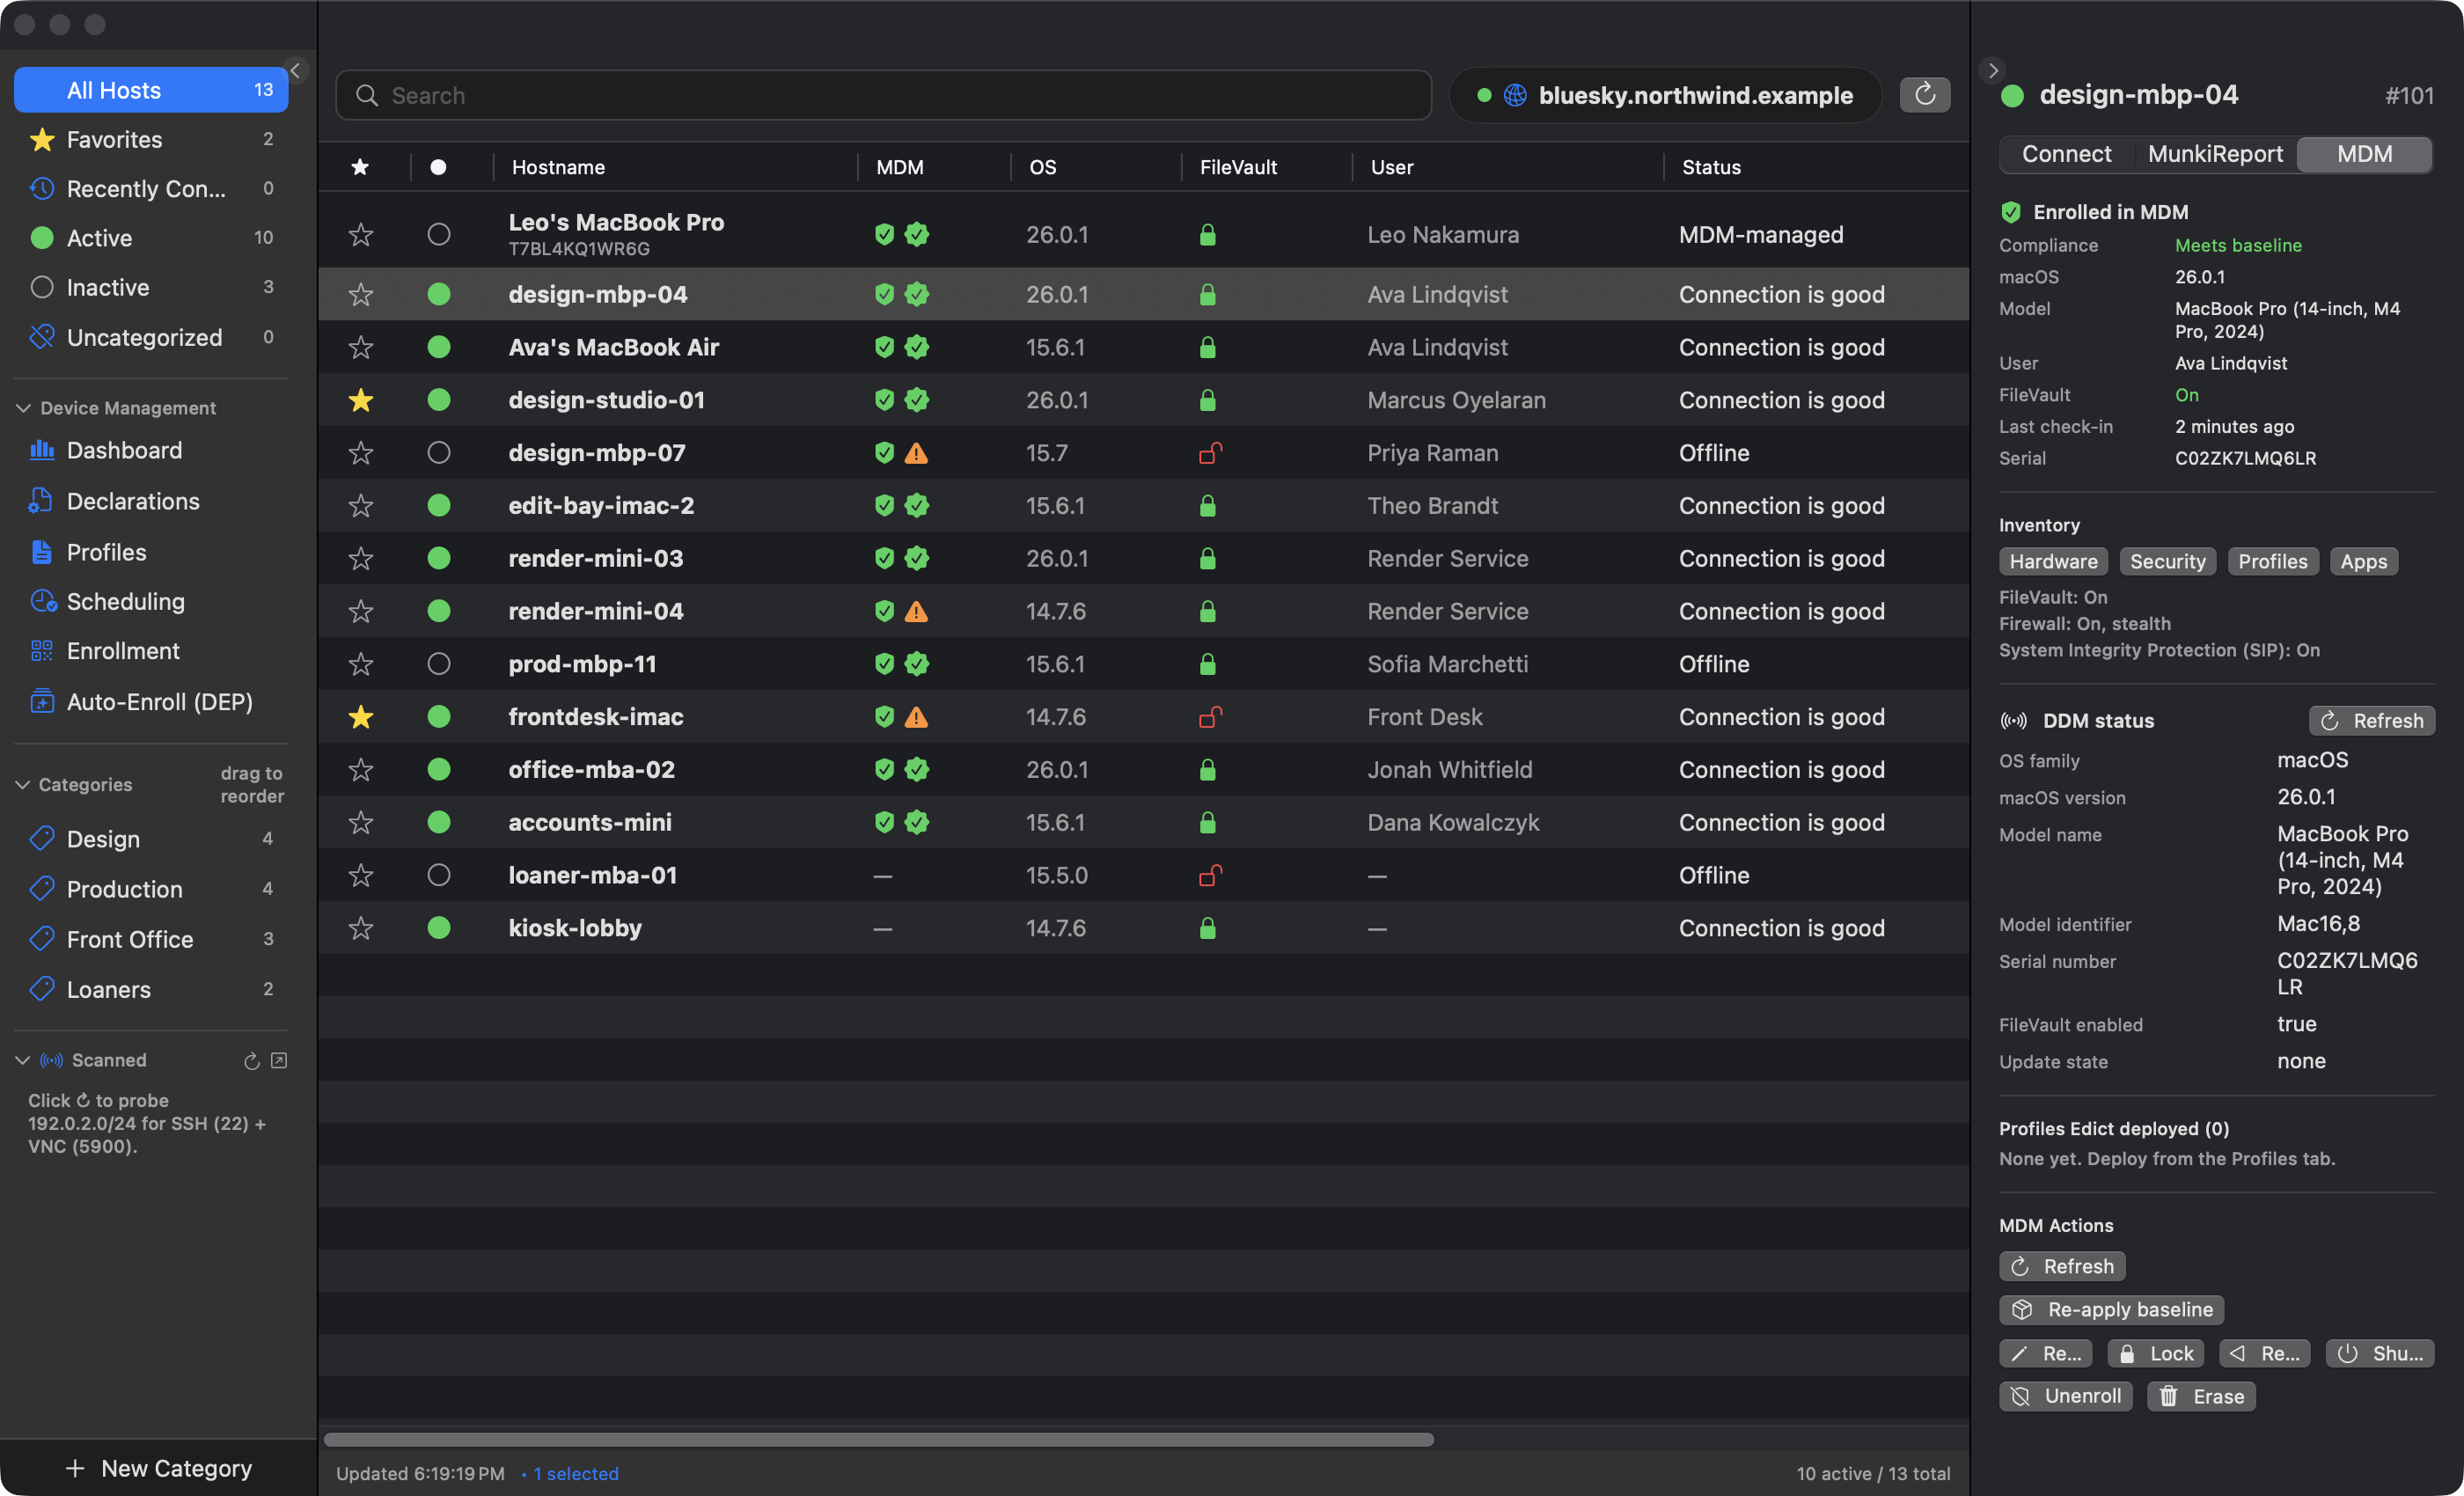 All Hosts 13
Favorites 2
Recently Con... 0
Active 10
Inactive 3
Uncategorized 0
Device Management
Dashboard
Declarations
Profiles
Scheduling
Enrollment
Auto-Enroll (DEP)
Categories drag to
reorder
Design 4
Production 4
Front Office 3
Loaners 2
Scanned
Click ↻ to probe
192.0.2.0/24 for SSH (22) +
VNC (5900).
+ New Category
Search
bluesky.northwind.example
Hostname MDM OS FileVault User Status
Leo's MacBook Pro 26.0.1 Leo Nakamura MDM-managed
T7BL4KQ1WR6G
design-mbp-04 26.0.1 Ava Lindqvist Connection is good
Ava's MacBook Air 15.6.1 Ava Lindqvist Connection is good
design-studio-01 26.0.1 Marcus Oyelaran Connection is good
design-mbp-07 15.7 Priya Raman Offline
edit-bay-imac-2 15.6.1 Theo Brandt Connection is good
render-mini-03 26.0.1 Render Service Connection is good
render-mini-04 14.7.6 Render Service Connection is good
prod-mbp-11 15.6.1 Sofia Marchetti Offline
frontdesk-imac 14.7.6 Front Desk Connection is good
office-mba-02 26.0.1 Jonah Whitfield Connection is good
accounts-mini 15.6.1 Dana Kowalczyk Connection is good
loaner-mba-01 — 15.5.0 — Offline
kiosk-lobby — 14.7.6 — Connection is good
Updated 6:19:19 PM • 1 selected
10 active / 13 total
design-mbp-04 #101
Connect MunkiReport MDM
Enrolled in MDM
Compliance Meets baseline
macOS 26.0.1
Model MacBook Pro (14-inch, M4
Pro, 2024)
User Ava Lindqvist
FileVault On
Last check-in 2 minutes ago
Serial C02ZK7LMQ6LR
Inventory
Hardware Security Profiles Apps
FileVault: On
Firewall: On, stealth
System Integrity Protection (SIP): On
DDM status Refresh
OS family macOS
macOS version 26.0.1
Model name MacBook Pro
(14-inch, M4
Pro, 2024)
Model identifier Mac16,8
Serial number C02ZK7LMQ6
LR
FileVault enabled true
Update state none
Profiles Edict deployed (0)
None yet. Deploy from the Profiles tab.
MDM Actions
Refresh
Re-apply baseline
Re... Lock Re... Shu...
Unenroll Erase